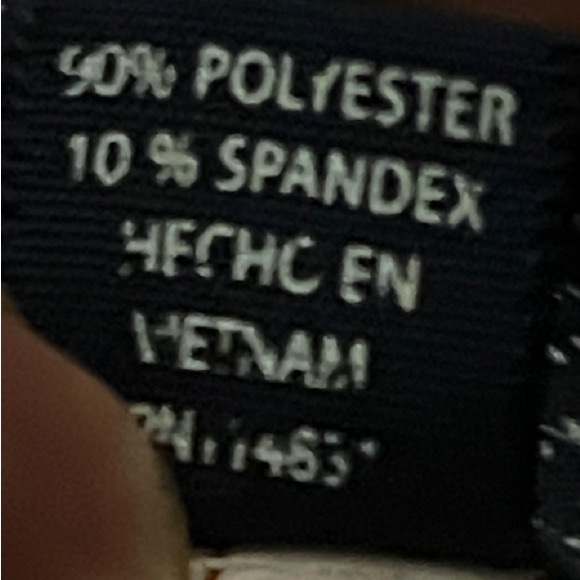 90% POLYESTER
10 % SPANDEX
HECHO EN
VIETNAM